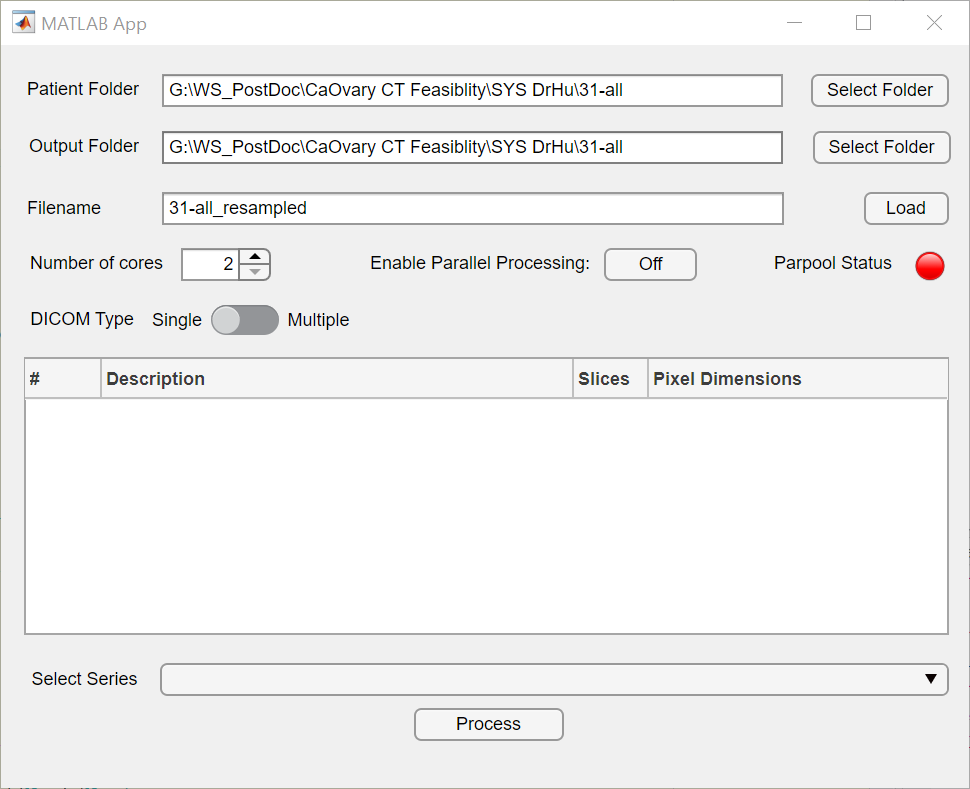 MATLAB App
Patient Folder G:\WS_PostDoc\CaOvary CT Feasiblity\SYS DrHu\31-all Select Folder
Output Folder G:\WS_PostDoc\CaOvary CT Feasiblity\SYS DrHu\31-all Select Folder
Filename 31-all_resampled Load
Number of cores 2 Enable Parallel Processing: Off Parpool Status
DICOM Type Single Multiple
# Description Slices Pixel Dimensions
Select Series
Process